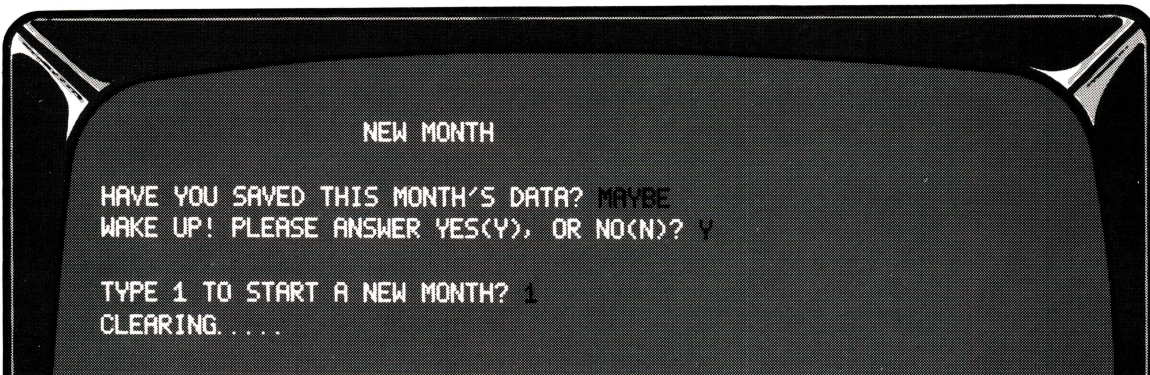 NEW MONTH
HAVE YOU SAVED THIS MONTH'S DATA? MAYBE
WAKE UP! PLEASE ANSWER YES(Y), OR NO(N)? Y
TYPE 1 TO START A NEW MONTH? 1
CLEARING.....